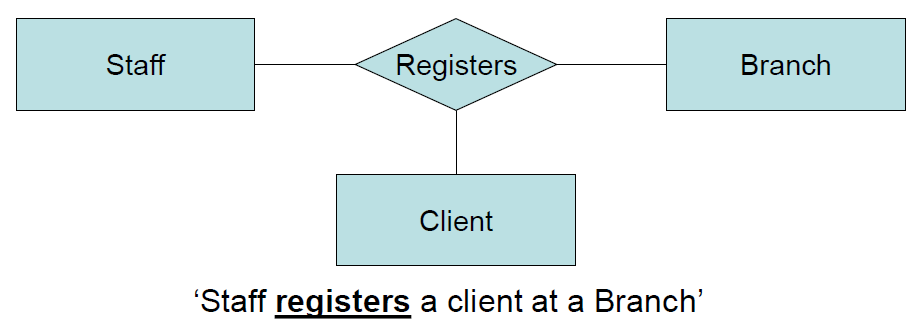 Staff
Registers
Branch
Client
‘Staff registers a client at a Branch’